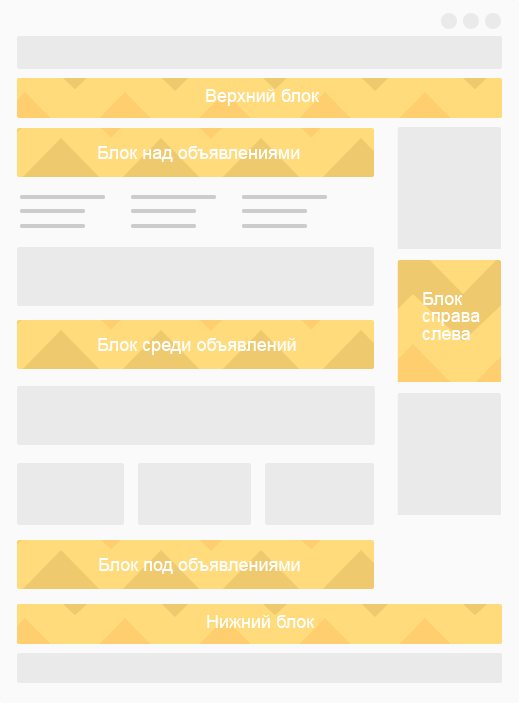 Верхний блок
Блок над объявлениями
Блок среди объявлений
Блок
справа
слева
Блок под объявлениями
Нижний блок